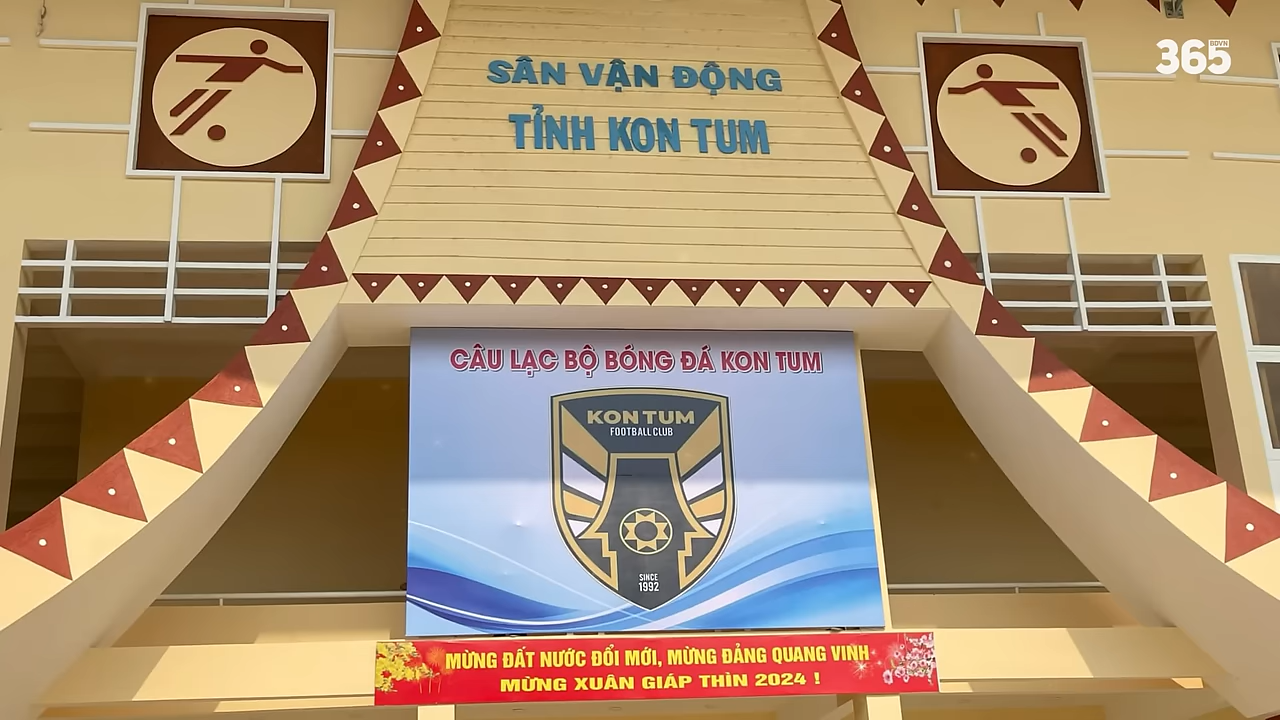 365
BDVN
SÂN VẬN ĐỘNG
TỈNH KON TUM
CÂU LẠC BỘ BÓNG ĐÁ KON TUM
KON TUM
FOOTBALL CLUB
SINCE
1992
MỪNG ĐẤT NƯỚC ĐỔI MỚI, MỪNG ĐẢNG QUANG VINH
MỪNG XUÂN GIÁP THÌN 2024 !